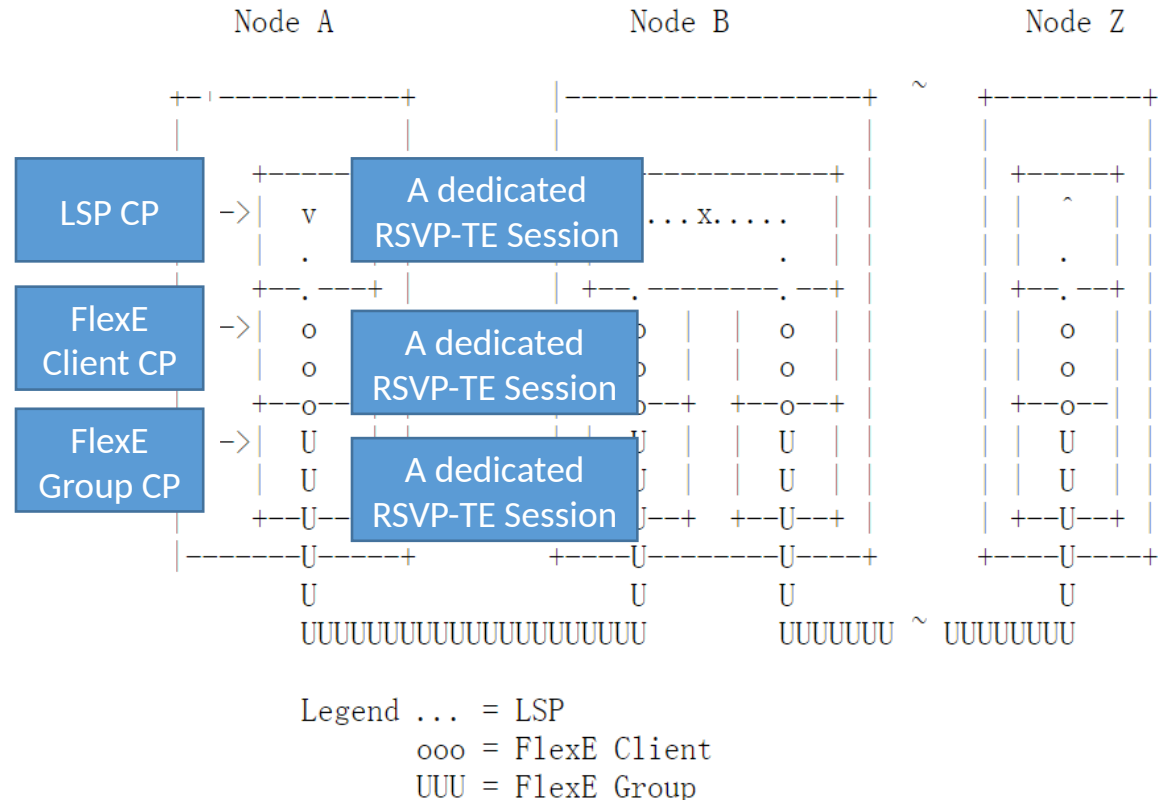 Node A Node B Node Z
+- -----------+ |------------------+ ~ +---------+
| | | | | |
+---- ------------+ | | +-----+ |
LSP CP ->| v A dedicated RSVP-TE Session ...x..... | | | | ^ | |
. . | | | | . | |
+--.---+ | | +--.--------.--+ | | +--.--+ |
FlexE Client CP ->| o A dedicated RSVP-TE Session | | o | | | | o | |
| o o | | o | | | | o | |
+--o-- o--+ +--o--+ | | +--o--| |
FlexE Group CP ->| U A dedicated RSVP-TE Session U | | U | | | | U | |
| U U | | U | | | | U | |
+--U-- U--+ +--U--+ | | +--U--+ |
|-------U-----+ +----U--------U----+ +----U----+
U U U U
UUUUUUUUUUUUUUUUUUUUU UUUUUUU ~ UUUUUUUU
Legend ... = LSP
ooo = FlexE Client
UUU = FlexE Group